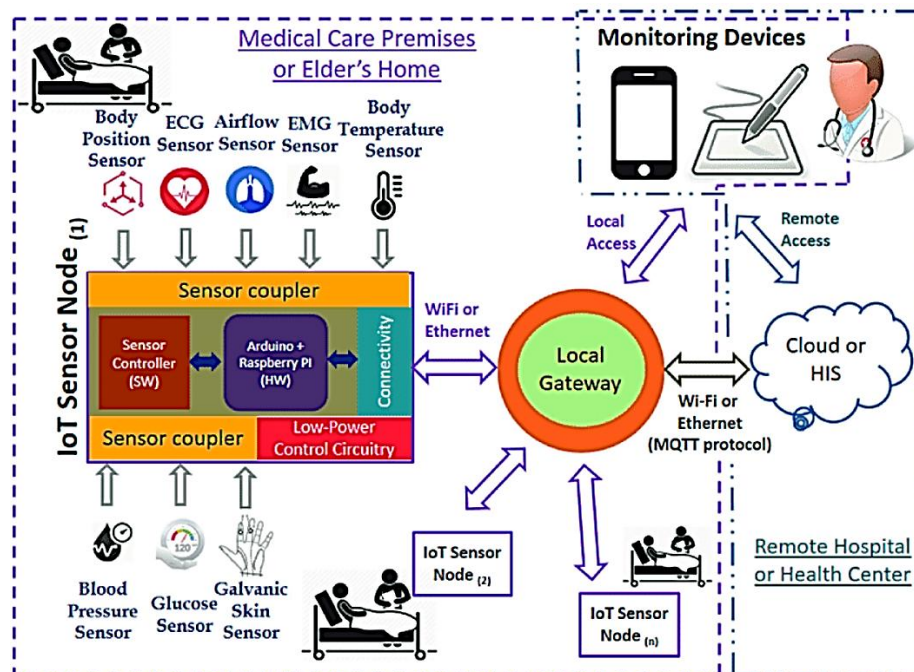 Medical Care Premises
or Elder's Home
Monitoring Devices
Body
Position
Sensor
ECG
Sensor
Airflow
Sensor
EMG
Sensor
Body
Temperature
Sensor
IoT Sensor Node (1)
Sensor coupler
Sensor
Controller
(SW)
Arduino +
Raspberry PI
(HW)
Connectivity
Sensor coupler
Low-Power
Control Circuitry
WiFi or
Ethernet
Local
Gateway
Local
Access
Remote
Access
Cloud or
HIS
Wi-Fi or
Ethernet
(MQTT protocol)
120
Blood
Pressure
Sensor
Glucose
Sensor
Galvanic
Skin
Sensor
IoT Sensor
Node (2)
IoT Sensor
Node (n)
Remote Hospital
or Health Center